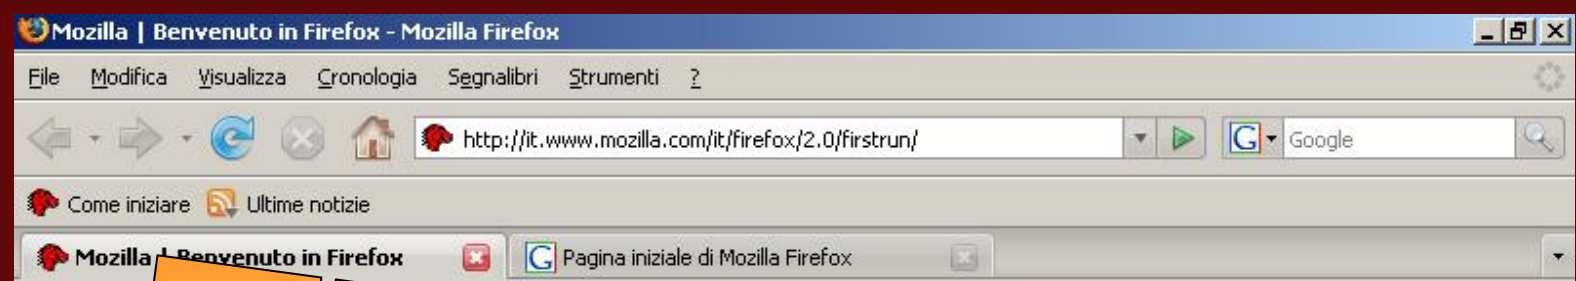 Mozilla | Benvenuto in Firefox - Mozilla Firefox
File Modifica Visualizza Cronologia Segnalibri Strumenti ?
http://it.www.mozilla.com/it/firefox/2.0/firstrun/ G Google
Come iniziare Ultime notizie
Mozilla | Benvenuto in Firefox G Pagina iniziale di Mozilla Firefox